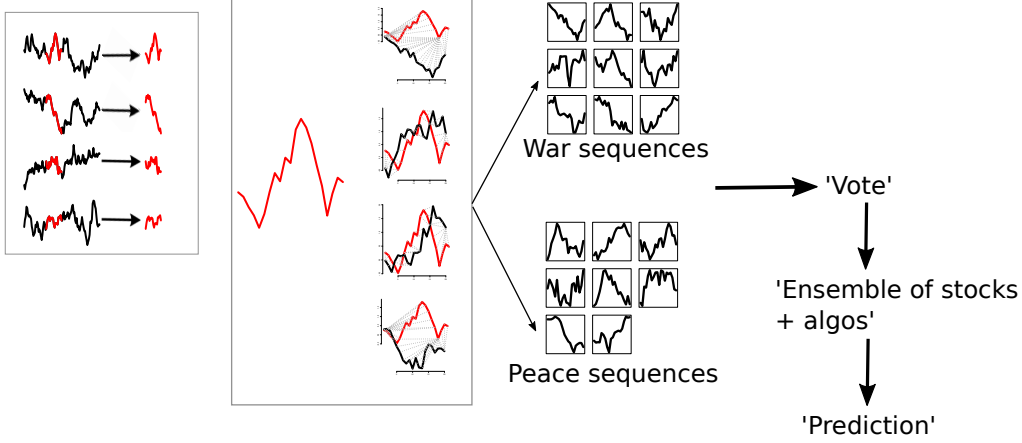 War sequences
Peace sequences
'Vote'
'Ensemble of stocks
+ algos'
'Prediction'